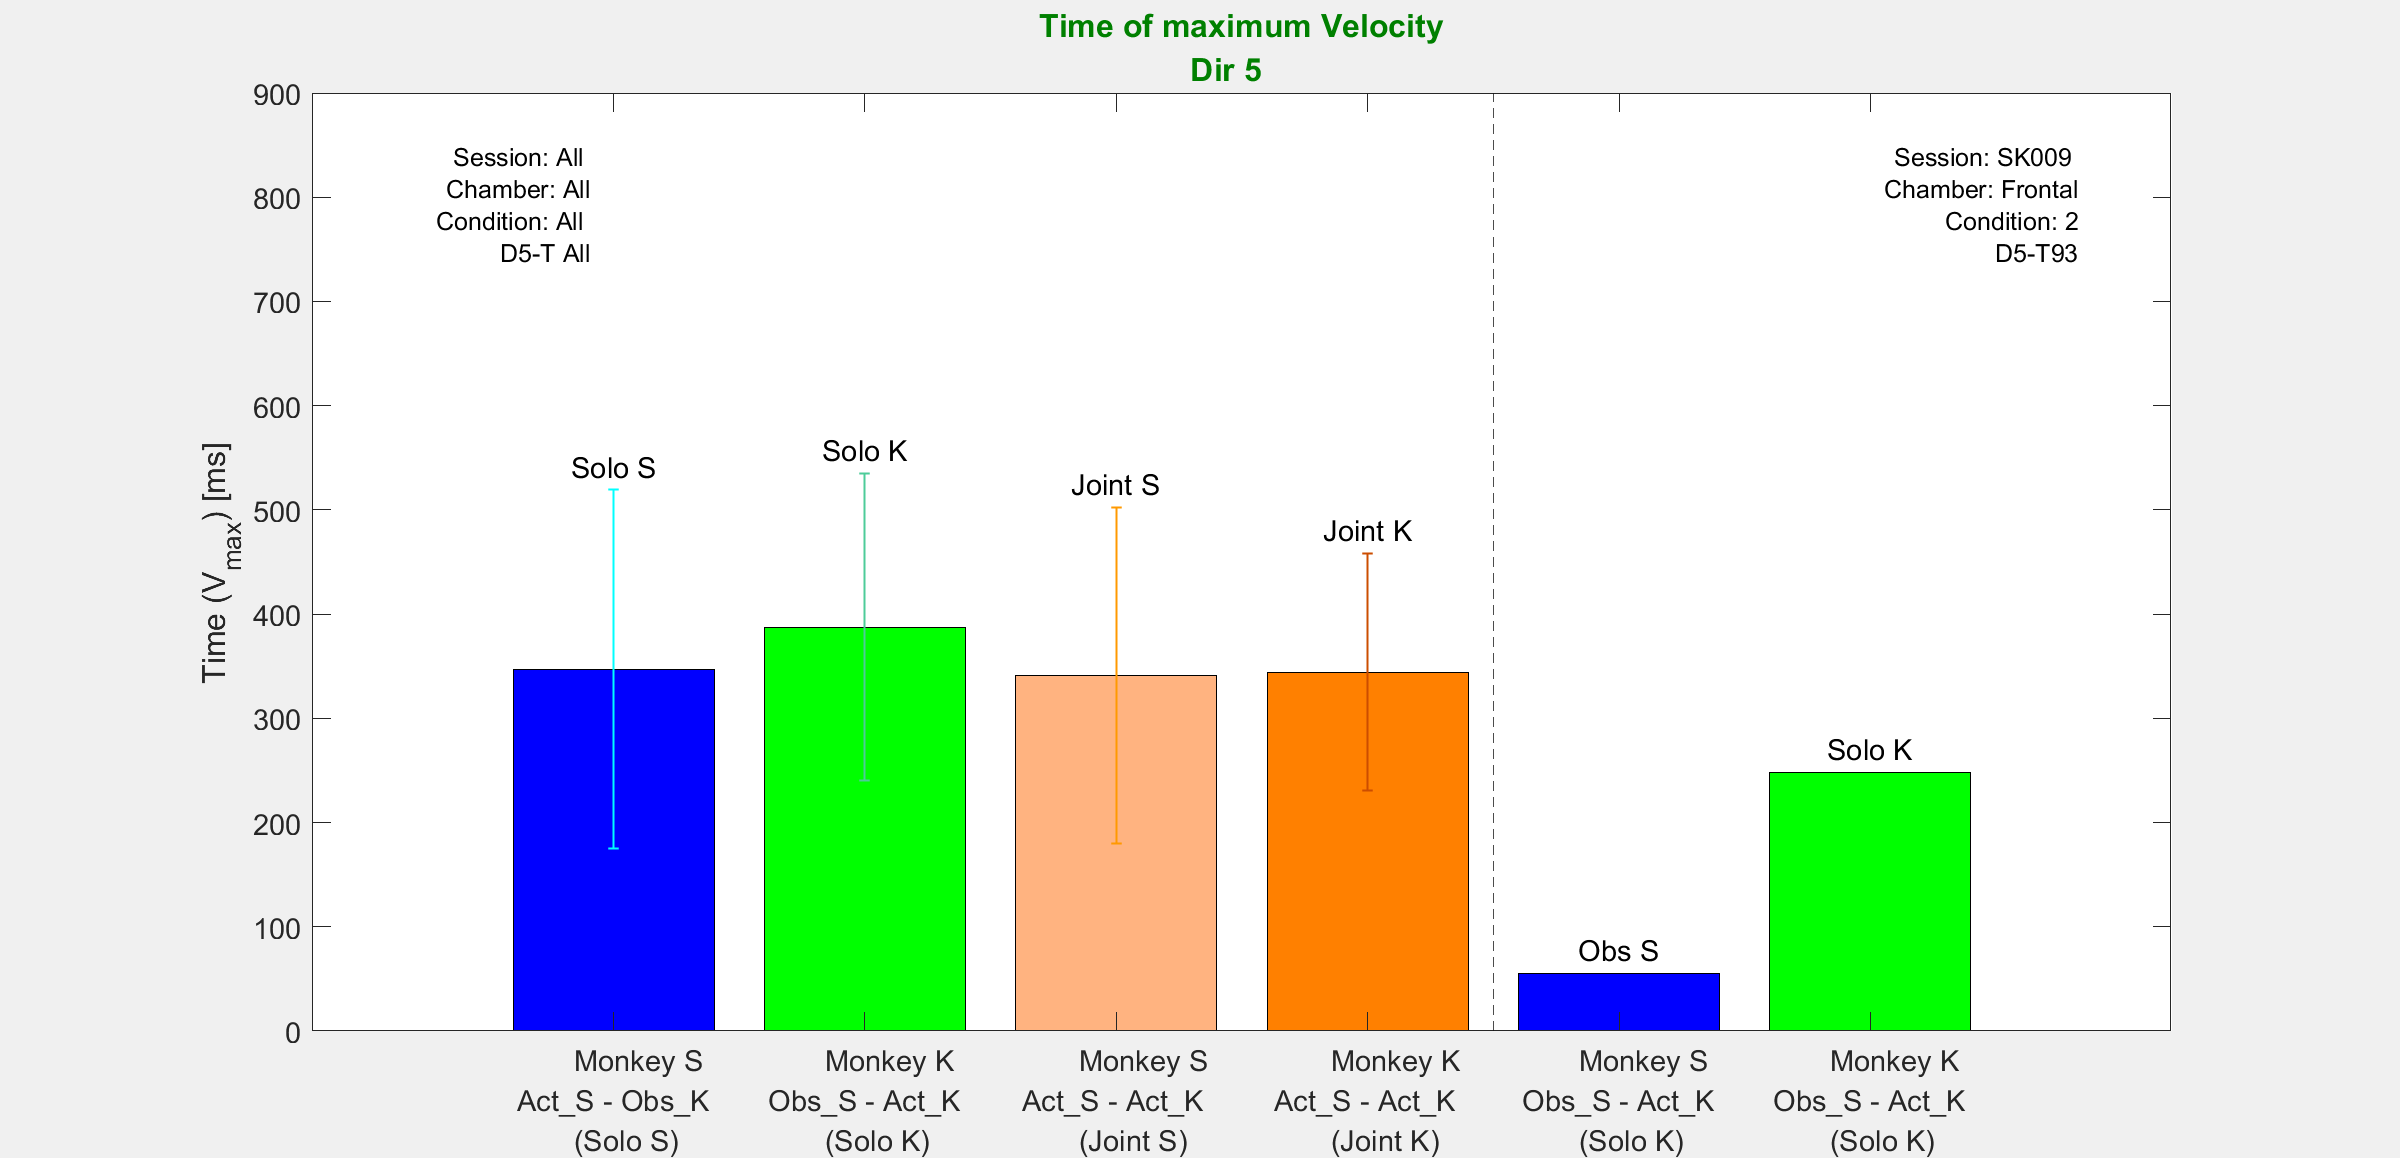 Time of maximum Velocity
Dir 5
900
800
700
600
500
400
300
200
100
0
Time (Vmax) [ms]
Session: All
Chamber: All
Condition: All
D5-T All
Session: SK009
Chamber: Frontal
Condition: 2
D5-T93
Solo S
Solo K
Joint S
Joint K
Obs S
Solo K
Monkey S
Act_S - Obs_K
(Solo S)
Monkey K
Obs_S - Act_K
(Solo K)
Monkey S
Act_S - Act_K
(Joint S)
Monkey K
Act_S - Act_K
(Joint K)
Monkey S
Obs_S - Act_K
(Solo K)
Monkey K
Obs_S - Act_K
(Solo K)